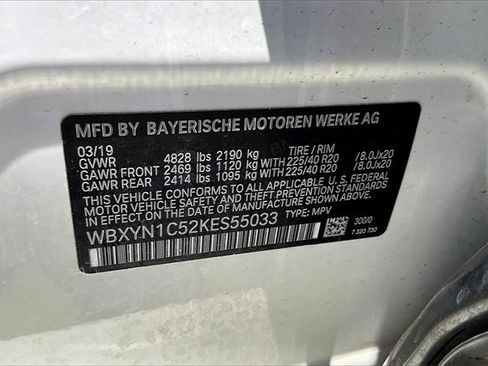 MFD BY BAYERISCHE MOTOREN WERKE AG
03/19 TIRE / RIM
GVWR 4828 lbs 2190 kg
GAWR FRONT 2469 lbs 1120 kg WITH 225/40 R20 /8.0Jx20
GAWR REAR 2414 lbs 1095 kg WITH 225/40 R20 /8.0Jx20
THIS VEHICLE CONFORMS TO ALL APPLICABLE U.S. FEDERAL
MOTOR VEHICLE SAFETY AND THEFT PREVENTION STANDARDS
IN EFFECT ON THE DATE OF MANUFACTURE SHOWN ABOVE.
WBXYN1C52KES55033 TYPE: MPV
300/0
7 320 730